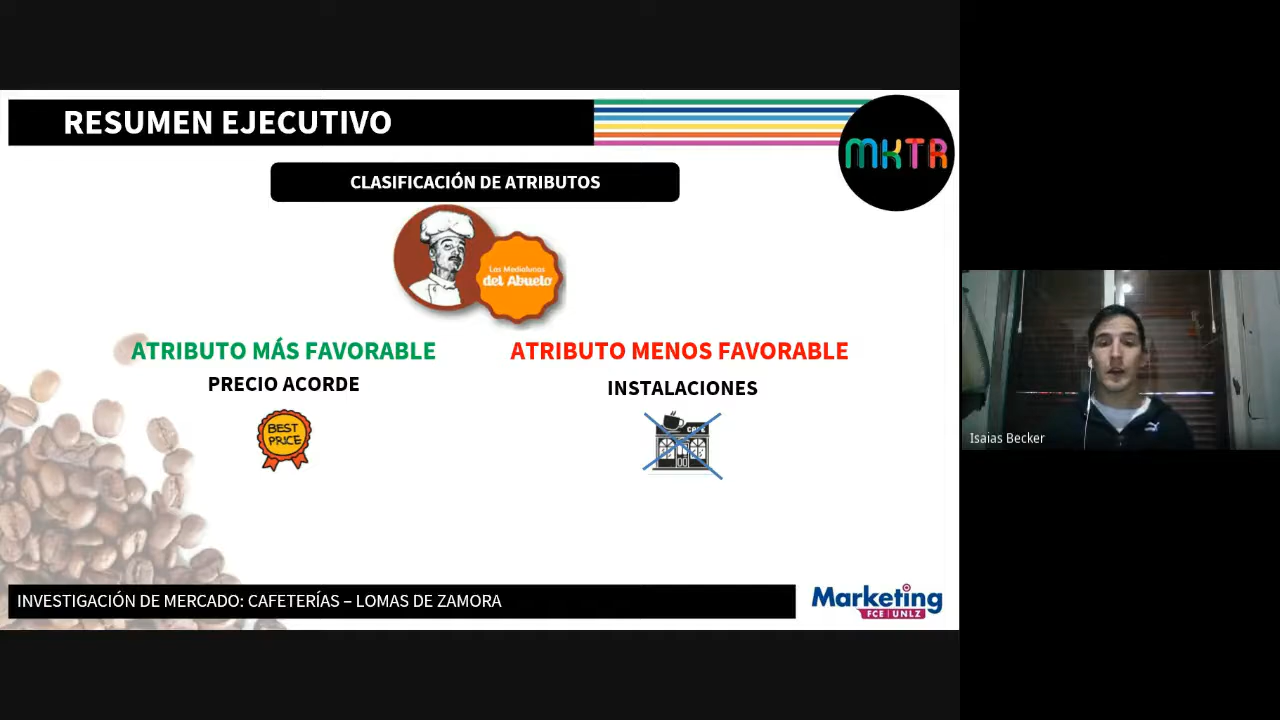 RESUMEN EJECUTIVO
MKTR
CLASIFICACIÓN DE ATRIBUTOS
Las Medialunas
del Abuelo
ATRIBUTO MÁS FAVORABLE
ATRIBUTO MENOS FAVORABLE
PRECIO ACORDE
INSTALACIONES
BEST
PRICE
CAFE
Isaias Becker
INVESTIGACIÓN DE MERCADO: CAFETERÍAS – LOMAS DE ZAMORA
Marketing
FCE | UNLZ